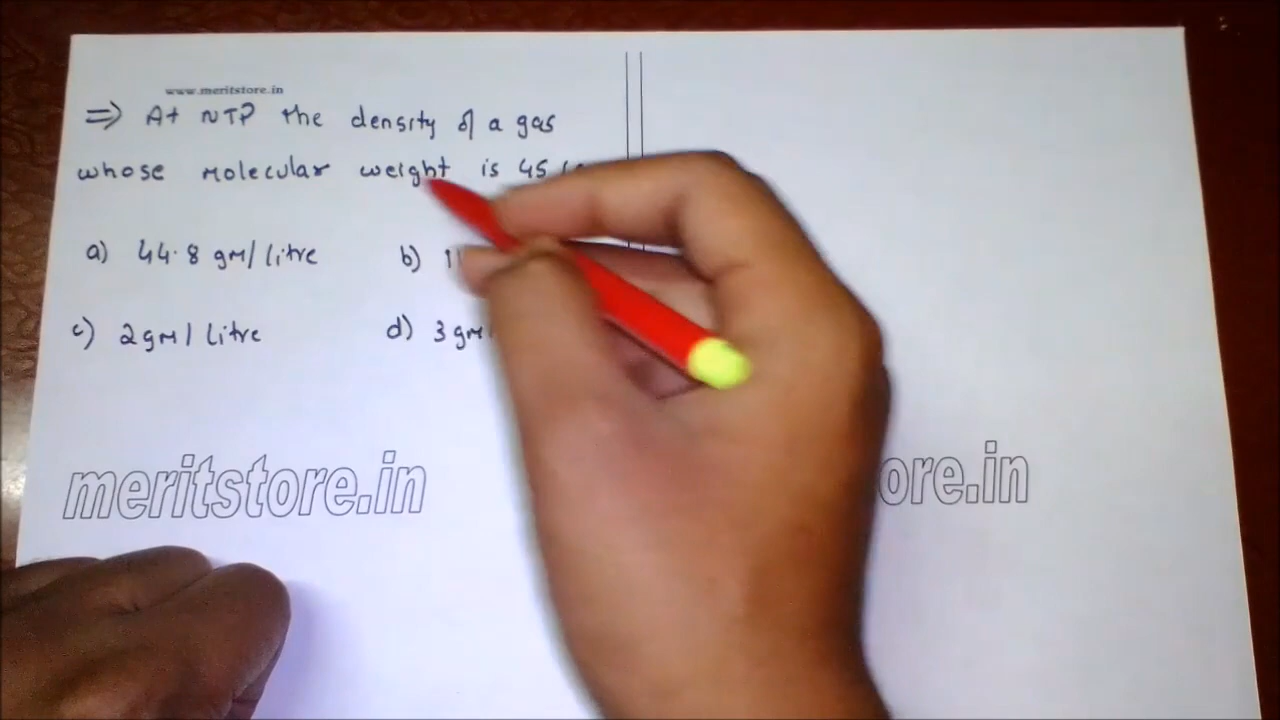 www.meritstore.in
⇒ At NTP the density of a gas
whose molecular weight is 45
a) 44.8 gm/litre b)
c) 2gm/litre d) 3gm
meritstore.in
ore.in